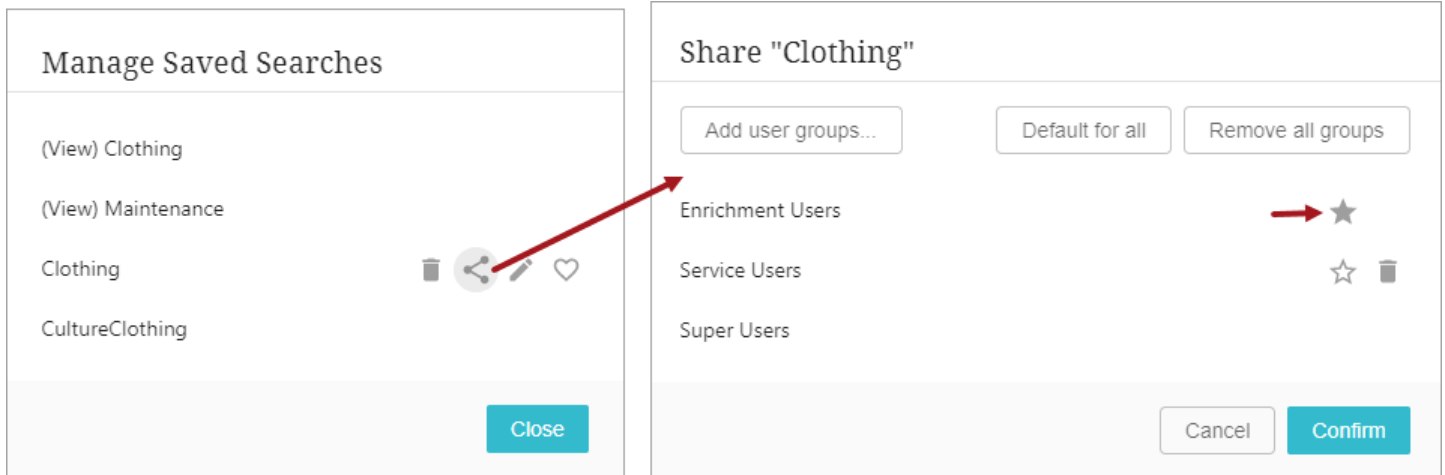 Manage Saved Searches
(View) Clothing
(View) Maintenance
Clothing
CultureClothing
Close
Share "Clothing"
Add user groups...
Default for all
Remove all groups
Enrichment Users
Service Users
Super Users
Cancel
Confirm